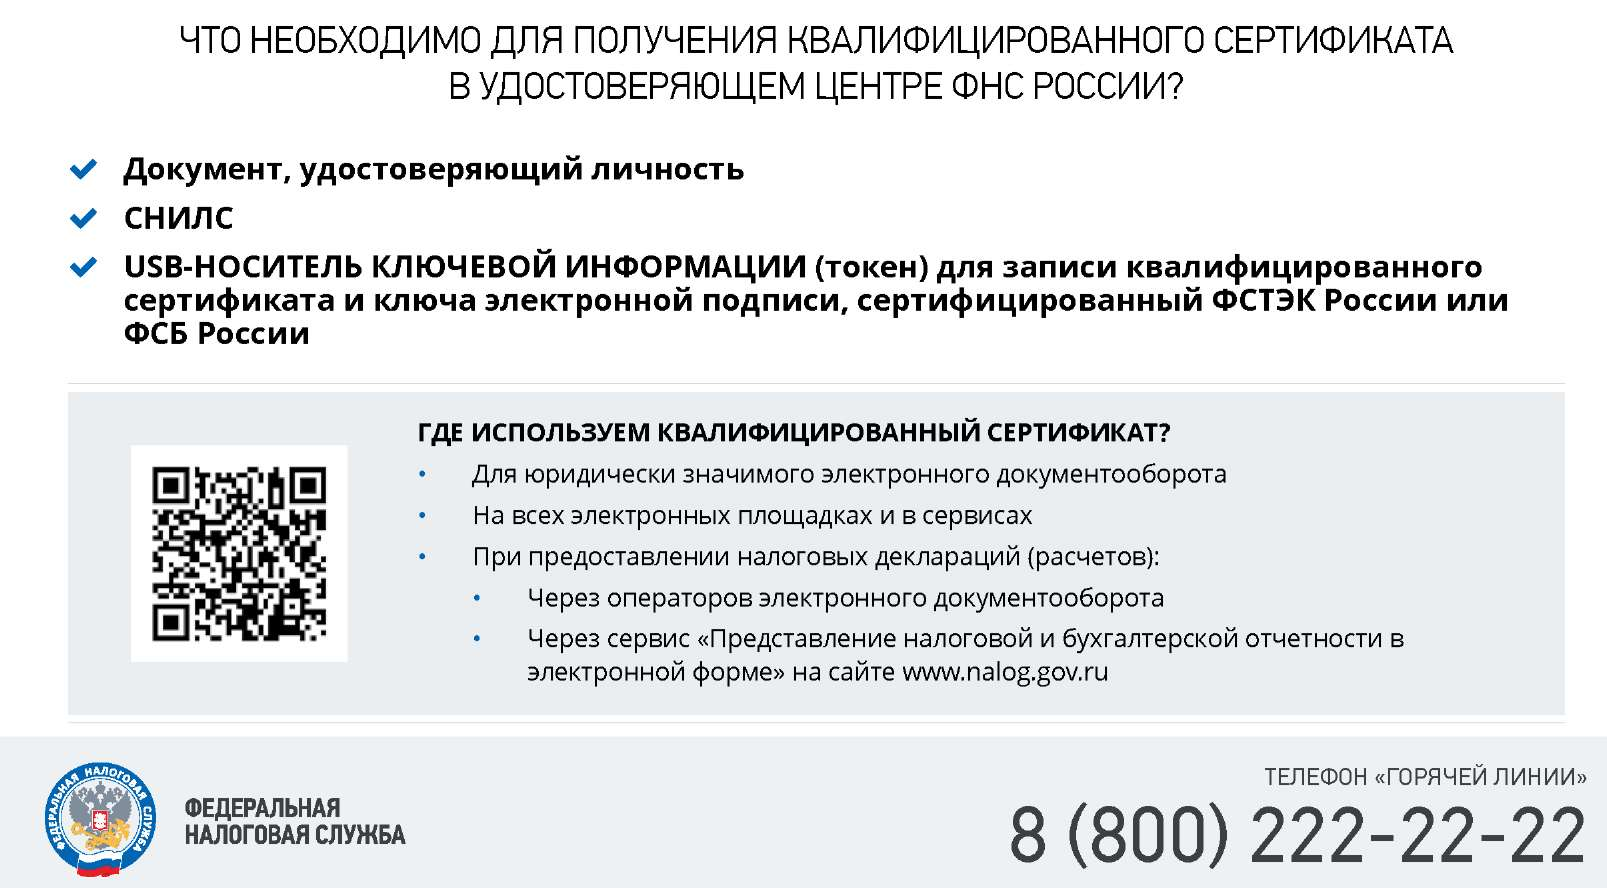 ЧТО НЕОБХОДИМО ДЛЯ ПОЛУЧЕНИЯ КВАЛИФИЦИРОВАННОГО СЕРТИФИКАТА
В УДОСТОВЕРЯЮЩЕМ ЦЕНТРЕ ФНС РОССИИ?
Документ, удостоверяющий личность
СНИЛС
USB-НОСИТЕЛЬ КЛЮЧЕВОЙ ИНФОРМАЦИИ (токен) для записи квалифицированного
сертификата и ключа электронной подписи, сертифицированный ФСТЭК России или
ФСБ России
ГДЕ ИСПОЛЬЗУЕМ КВАЛИФИЦИРОВАННЫЙ СЕРТИФИКАТ?
• Для юридически значимого электронного документооборота
• На всех электронных площадках и в сервисах
• При предоставлении налоговых деклараций (расчетов):
• Через операторов электронного документооборота
• Через сервис «Представление налоговой и бухгалтерской отчетности в
электронной форме» на сайте www.nalog.gov.ru
ФЕДЕРАЛЬНАЯ НАЛОГОВАЯ СЛУЖБА
ФЕДЕРАЛЬНАЯ
НАЛОГОВАЯ СЛУЖБА
ТЕЛЕФОН «ГОРЯЧЕЙ ЛИНИИ»
8 (800) 222-22-22